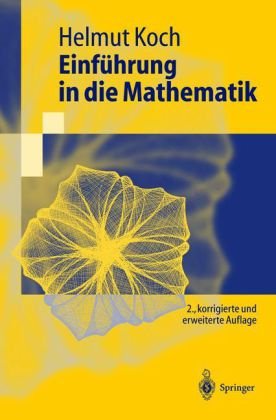 Helmut Koch
Einführung
in die Mathematik
2., korrigierte und
erweiterte Auflage
Springer